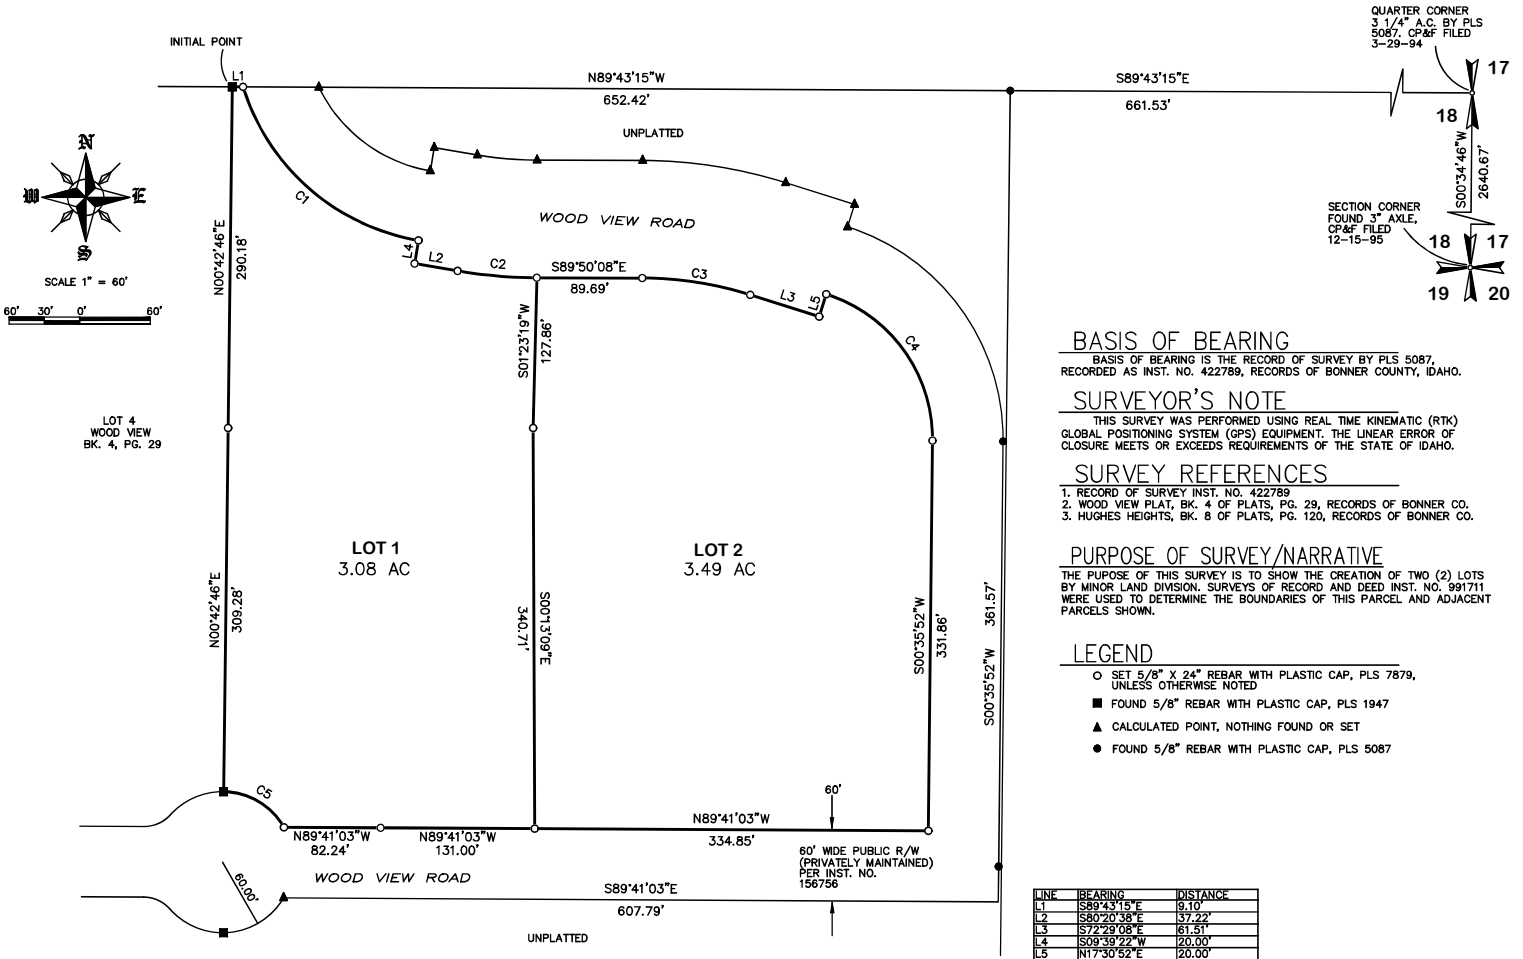 QUARTER CORNER
3 1/4" A.C. BY PLS
5087. CP&F FILED
3-29-94
INITIAL POINT
L1
N89°43'15"W
652.42'
S89°43'15"E
661.53'
17
18
S00°34'46"W
2640.67'
UNPLATTED
N
W
E
S
SCALE 1" = 60'
60' 30' 0' 60'
C1
WOOD VIEW ROAD
SECTION CORNER
FOUND 3" AXLE,
CP&F FILED
12-15-95
18 17
19 20
N00°42'46"E
290.18'
L4
L2
C2
S89°50'08"E
89.69'
C3
L3
L5
C4
S01°23'19"W
127.86'
LOT 4
WOOD VIEW
BK. 4, PG. 29
BASIS OF BEARING
BASIS OF BEARING IS THE RECORD OF SURVEY BY PLS 5087,
RECORDED AS INST. NO. 422789, RECORDS OF BONNER COUNTY, IDAHO.
SURVEYOR'S NOTE
THIS SURVEY WAS PERFORMED USING REAL TIME KINEMATIC (RTK)
GLOBAL POSITIONING SYSTEM (GPS) EQUIPMENT. THE LINEAR ERROR OF
CLOSURE MEETS OR EXCEEDS REQUIREMENTS OF THE STATE OF IDAHO.
SURVEY REFERENCES
1. RECORD OF SURVEY INST. NO. 422789
2. WOOD VIEW PLAT, BK. 4 OF PLATS, PG. 29, RECORDS OF BONNER CO.
3. HUGHES HEIGHTS, BK. 8 OF PLATS, PG. 120, RECORDS OF BONNER CO.
PURPOSE OF SURVEY/NARRATIVE
THE PUPOSE OF THIS SURVEY IS TO SHOW THE CREATION OF TWO (2) LOTS
BY MINOR LAND DIVISION. SURVEYS OF RECORD AND DEED INST. NO. 991711
WERE USED TO DETERMINE THE BOUNDARIES OF THIS PARCEL AND ADJACENT
PARCELS SHOWN.
LEGEND
SET 5/8" X 24" REBAR WITH PLASTIC CAP, PLS 7879,
UNLESS OTHERWISE NOTED
FOUND 5/8" REBAR WITH PLASTIC CAP, PLS 1947
CALCULATED POINT, NOTHING FOUND OR SET
FOUND 5/8" REBAR WITH PLASTIC CAP, PLS 5087
LOT 1
3.08 AC
LOT 2
3.49 AC
N00°42'46"E
309.28'
S00°13'09"E
340.71'
S00°35'52"W
331.86'
S00°35'52"W 361.57'
C5
N89°41'03"W
82.24'
N89°41'03"W
131.00'
N89°41'03"W
334.85'
60'
60' WIDE PUBLIC R/W
(PRIVATELY MAINTAINED)
PER INST. NO.
156756
WOOD VIEW ROAD
60.00'
S89°41'03"E
607.79'
UNPLATTED
LINE BEARING DISTANCE
L1 S89°43'15"E 9.10'
L2 S80°20'38"E 37.22'
L3 S72°29'08"E 61.51'
L4 S09°39'22"W 20.00'
L5 N17°30'52"E 20.00'